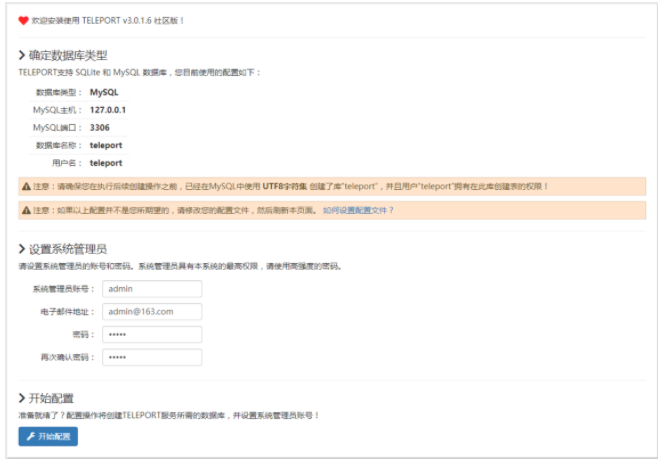 欢迎安装使用 TELEPORT v3.0.1.6 社区版！
确定数据库类型
TELEPORT支持 SQLite 和 MySQL 数据库，您目前使用的配置如下：
数据库类型： MySQL
MySQL主机： 127.0.0.1
MySQL端口： 3306
数据库名称： teleport
用户名： teleport
注意：请确保您在执行后续创建操作之前，已经在MySQL中使用 UTF8字符集 创建了库"teleport"，并且用户"teleport"拥有在此库创建表的权限！
注意：如果以上配置并不是您所期望的，请修改您的配置文件，然后刷新本页面。 如何设置配置文件？
设置系统管理员
请设置系统管理员的账号和密码。系统管理员具有本系统的最高权限，请使用高强度的密码。
系统管理员账号： admin
电子邮件地址： admin@163.com
密码： •••••
再次确认密码： •••••
开始配置
准备就绪了？配置操作将创建TELEPORT服务所需的数据库，并设置系统管理员账号！
开始配置